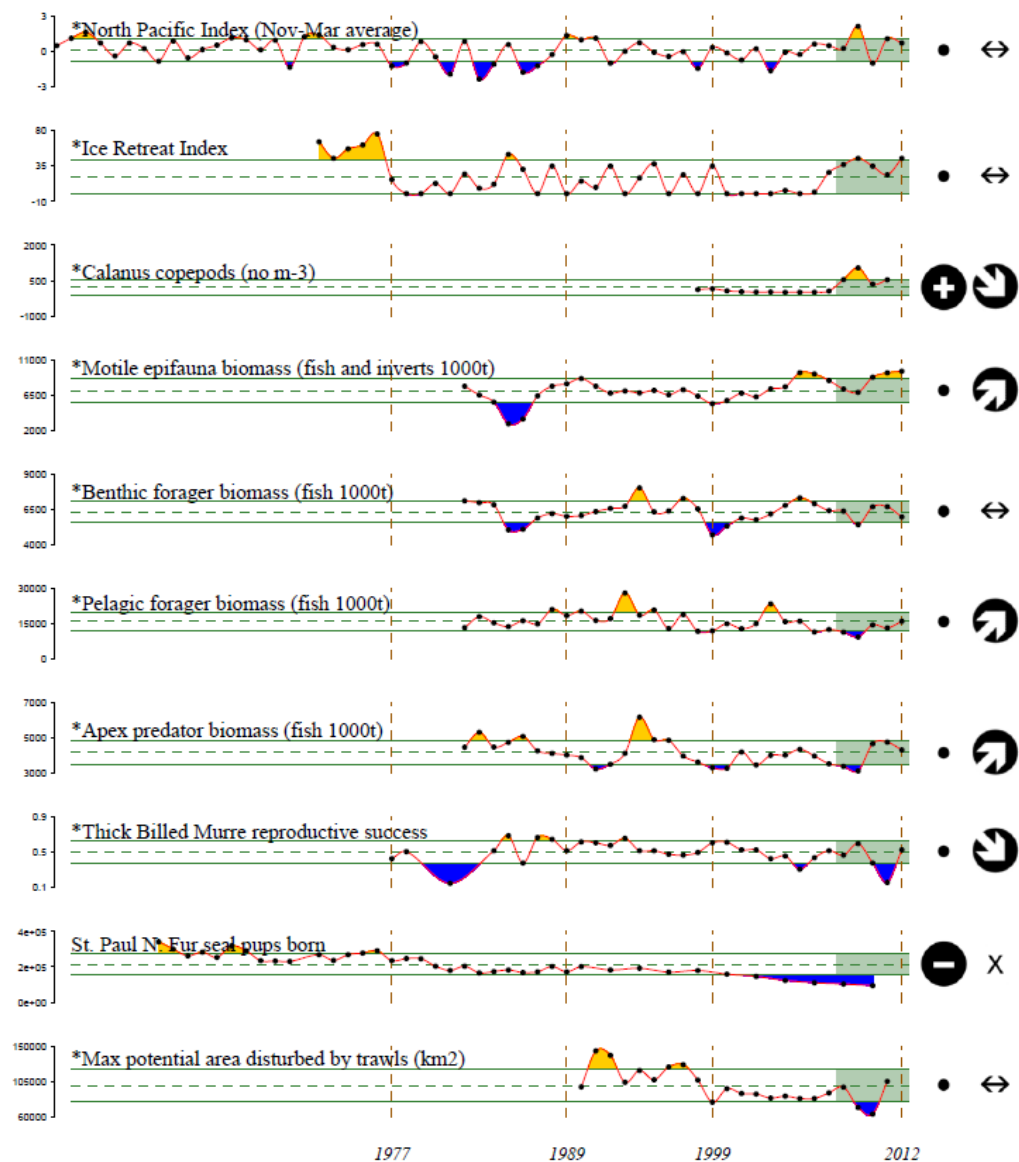 3
*North Pacific Index (Nov-Mar average)
0
-3
80
*Ice Retreat Index
35
-10
2000
*Calanus copepods (no m-3)
500
-1000
11000
*Motile epifauna biomass (fish and inverts 1000t)
6500
2000
9000
*Benthic forager biomass (fish 1000t)
6500
4000
30000
*Pelagic forager biomass (fish 1000t)
15000
0
7000
*Apex predator biomass (fish 1000t)
5000
3000
0.9
*Thick Billed Murre reproductive success
0.5
0.1
4e+05
St. Paul N. Fur seal pups born
2e+05
X
0e+00
150000
*Max potential area disturbed by trawls (km2)
105000
60000
1977 1989 1999 2012